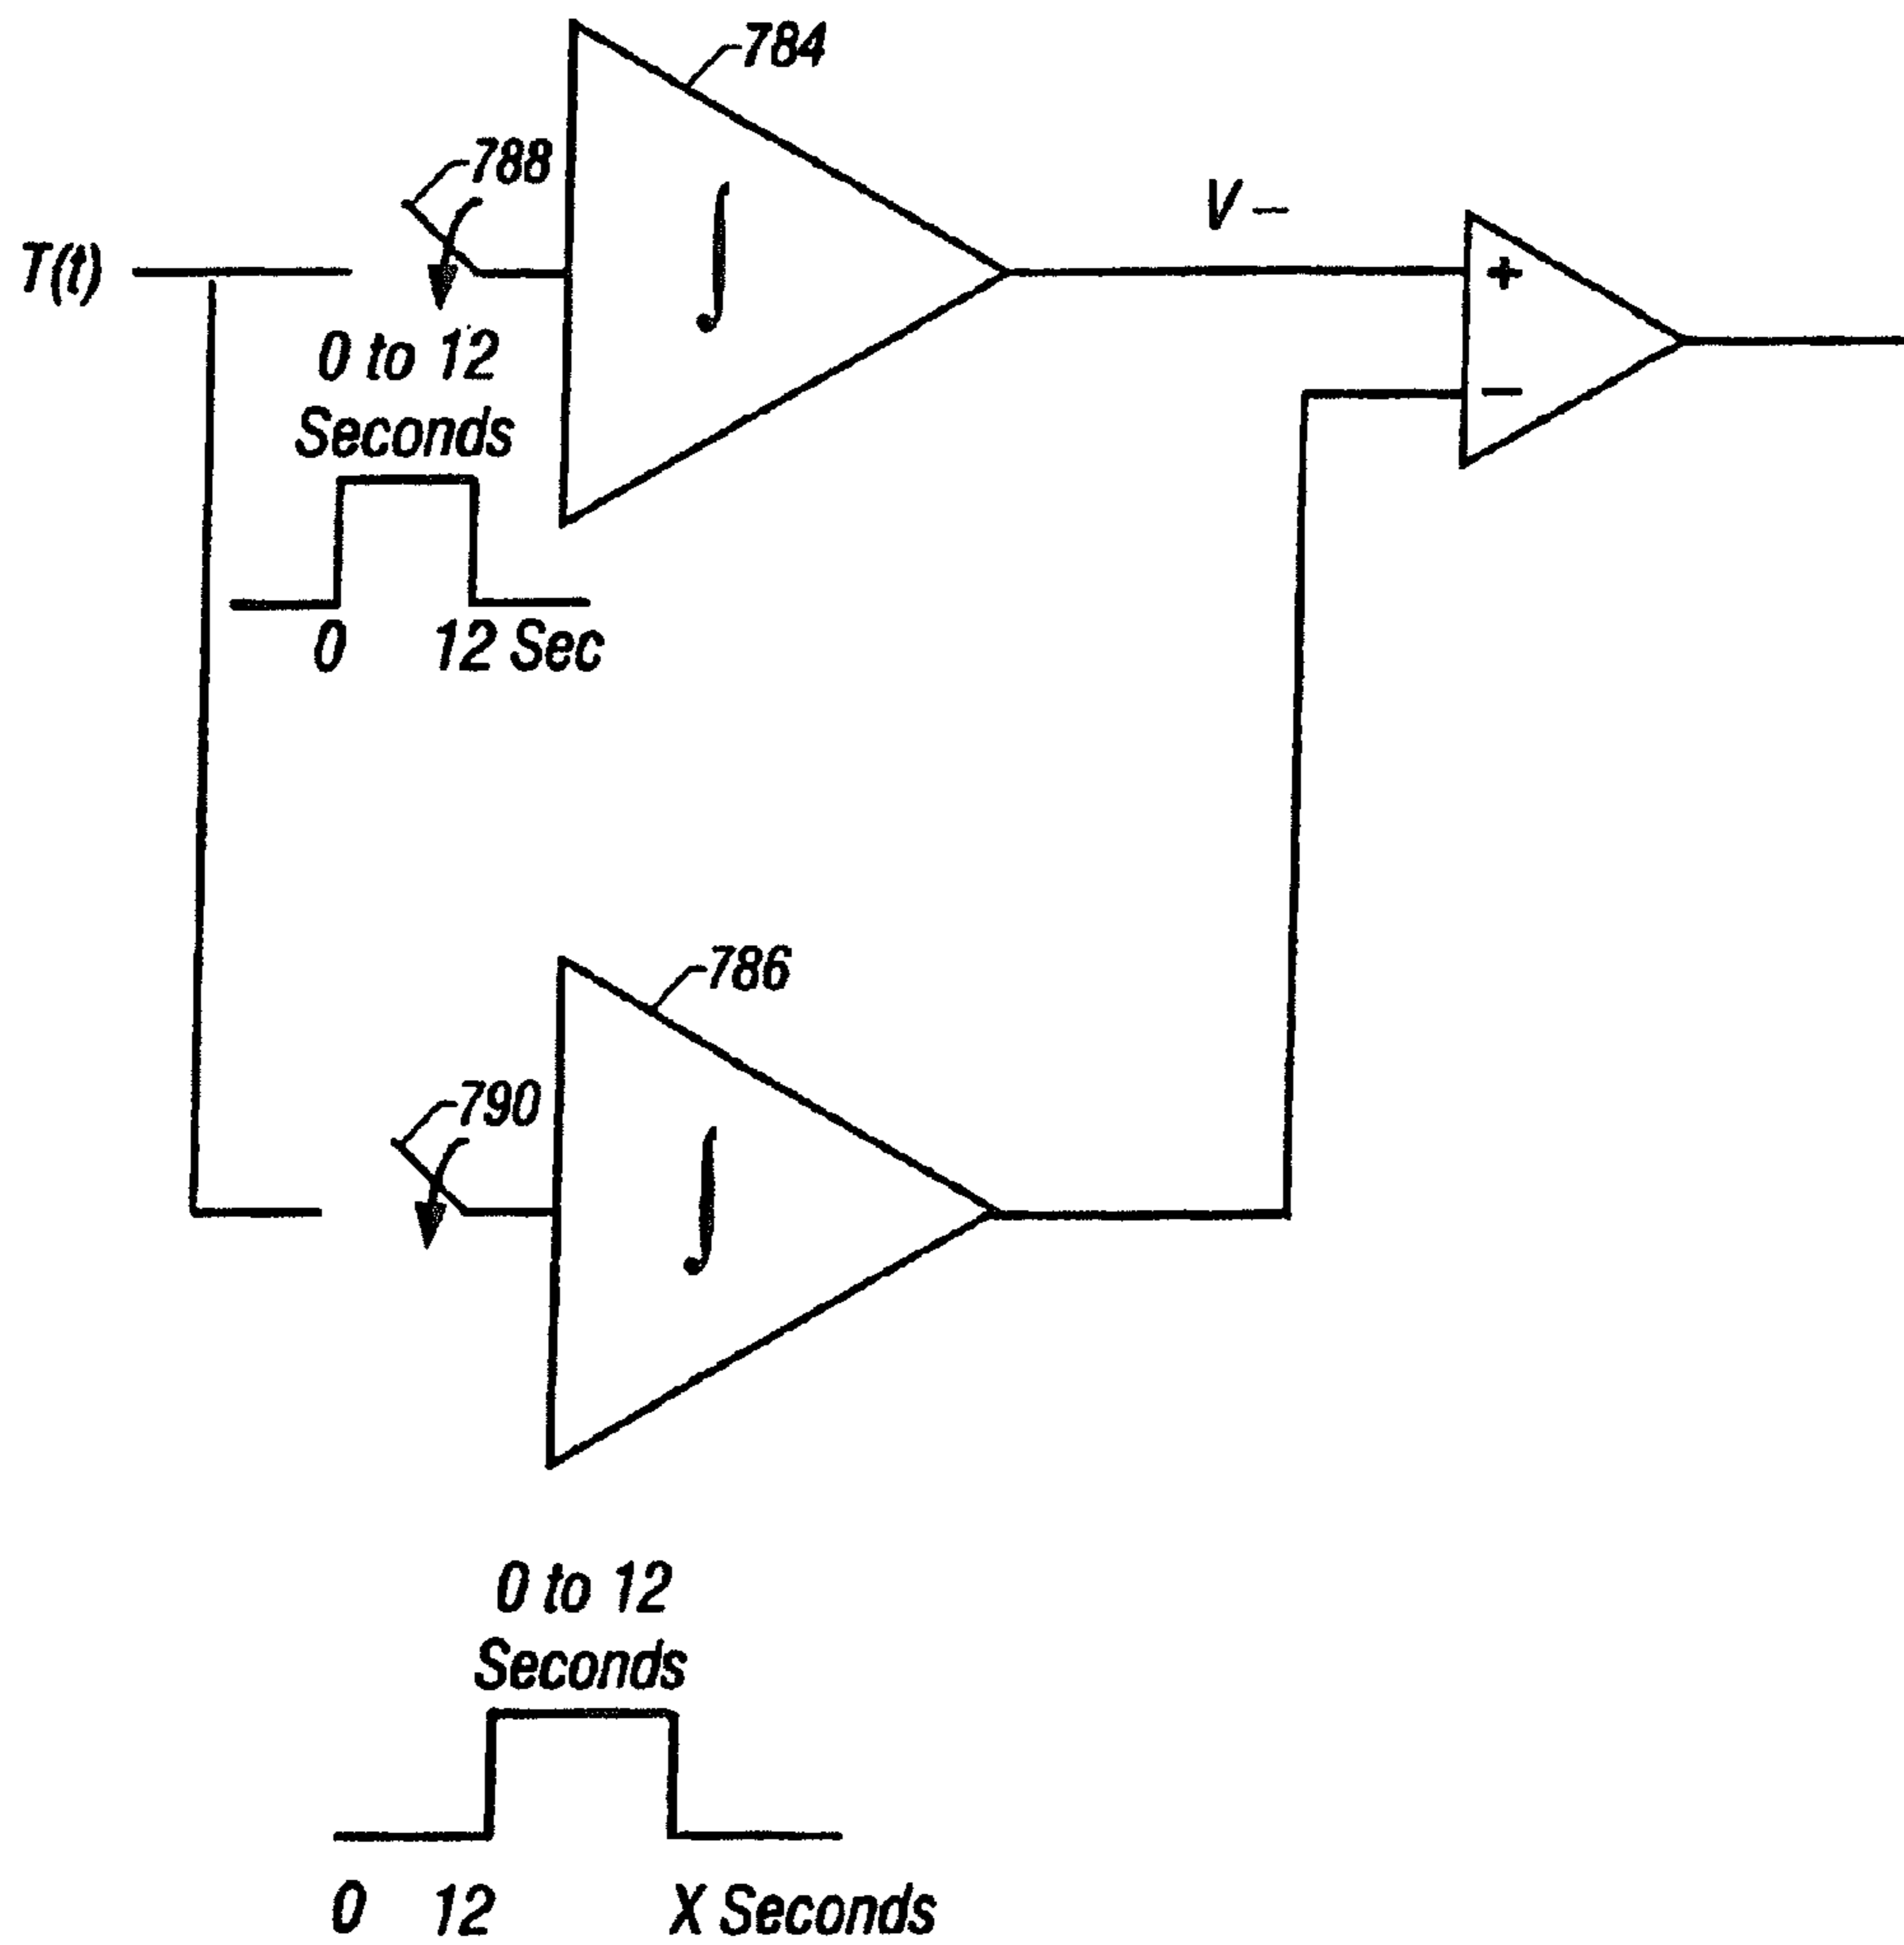 784
788
V –
T(t)
+
0 to 12
Seconds
–
0 12 Sec
786
790
0 to 12
Seconds
0 12 X Seconds